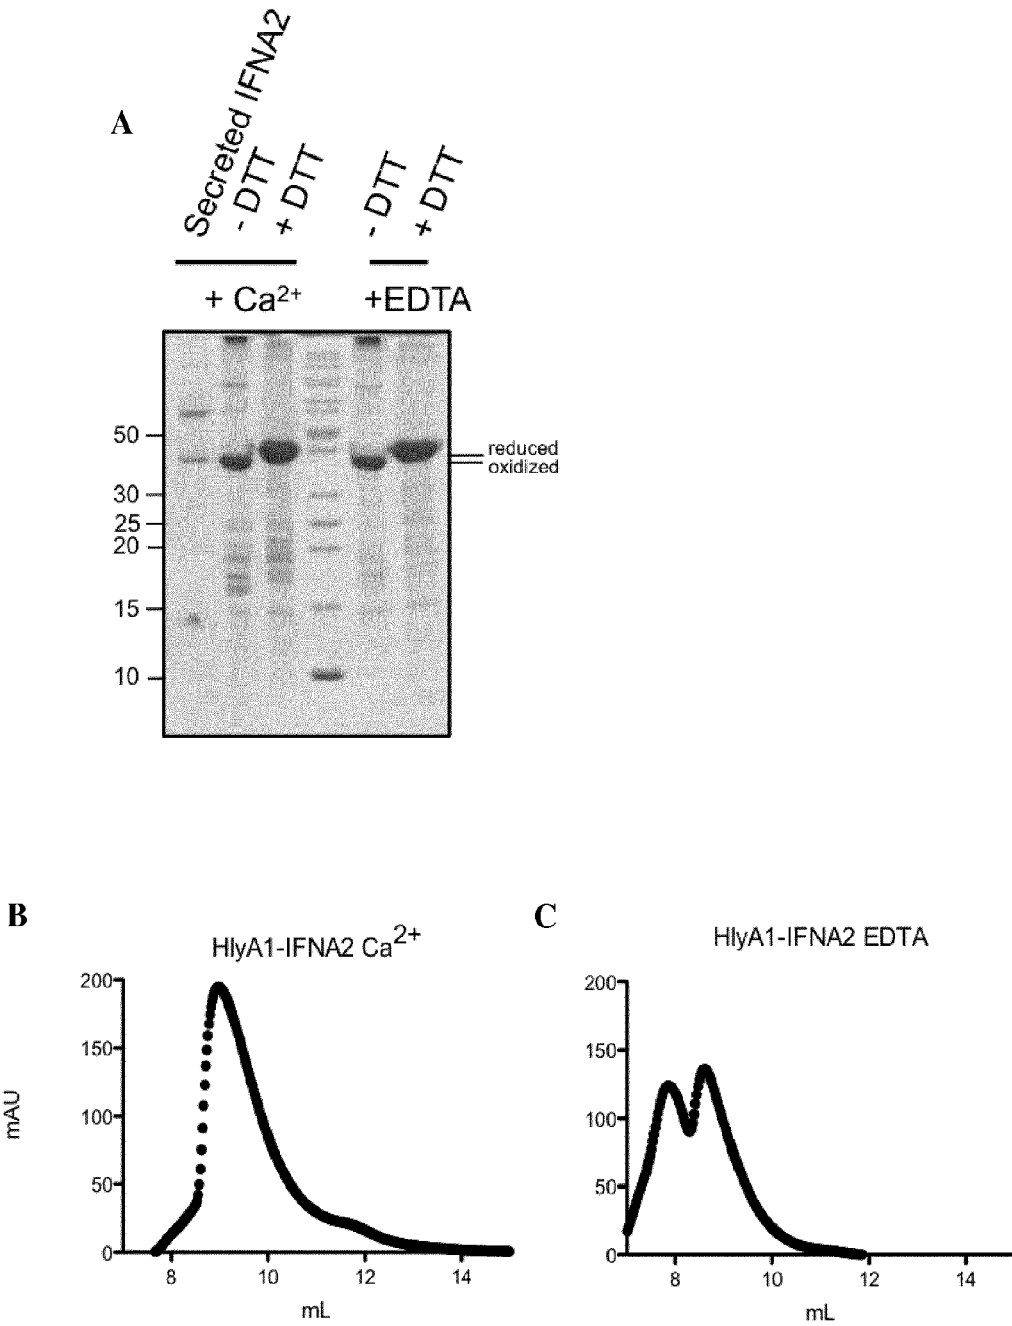 A
Secreted IFNA2
- DTT
+ DTT
- DTT
+ DTT
+ Ca2+
+EDTA
50
30
25
20
15
10
reduced
oxidized
B
HlyA1-IFNA2 Ca2+
200
150
100
50
0
mAU
8
10
12
14
mL
C
HlyA1-IFNA2 EDTA
200
150
100
50
0
8
10
12
14
mL